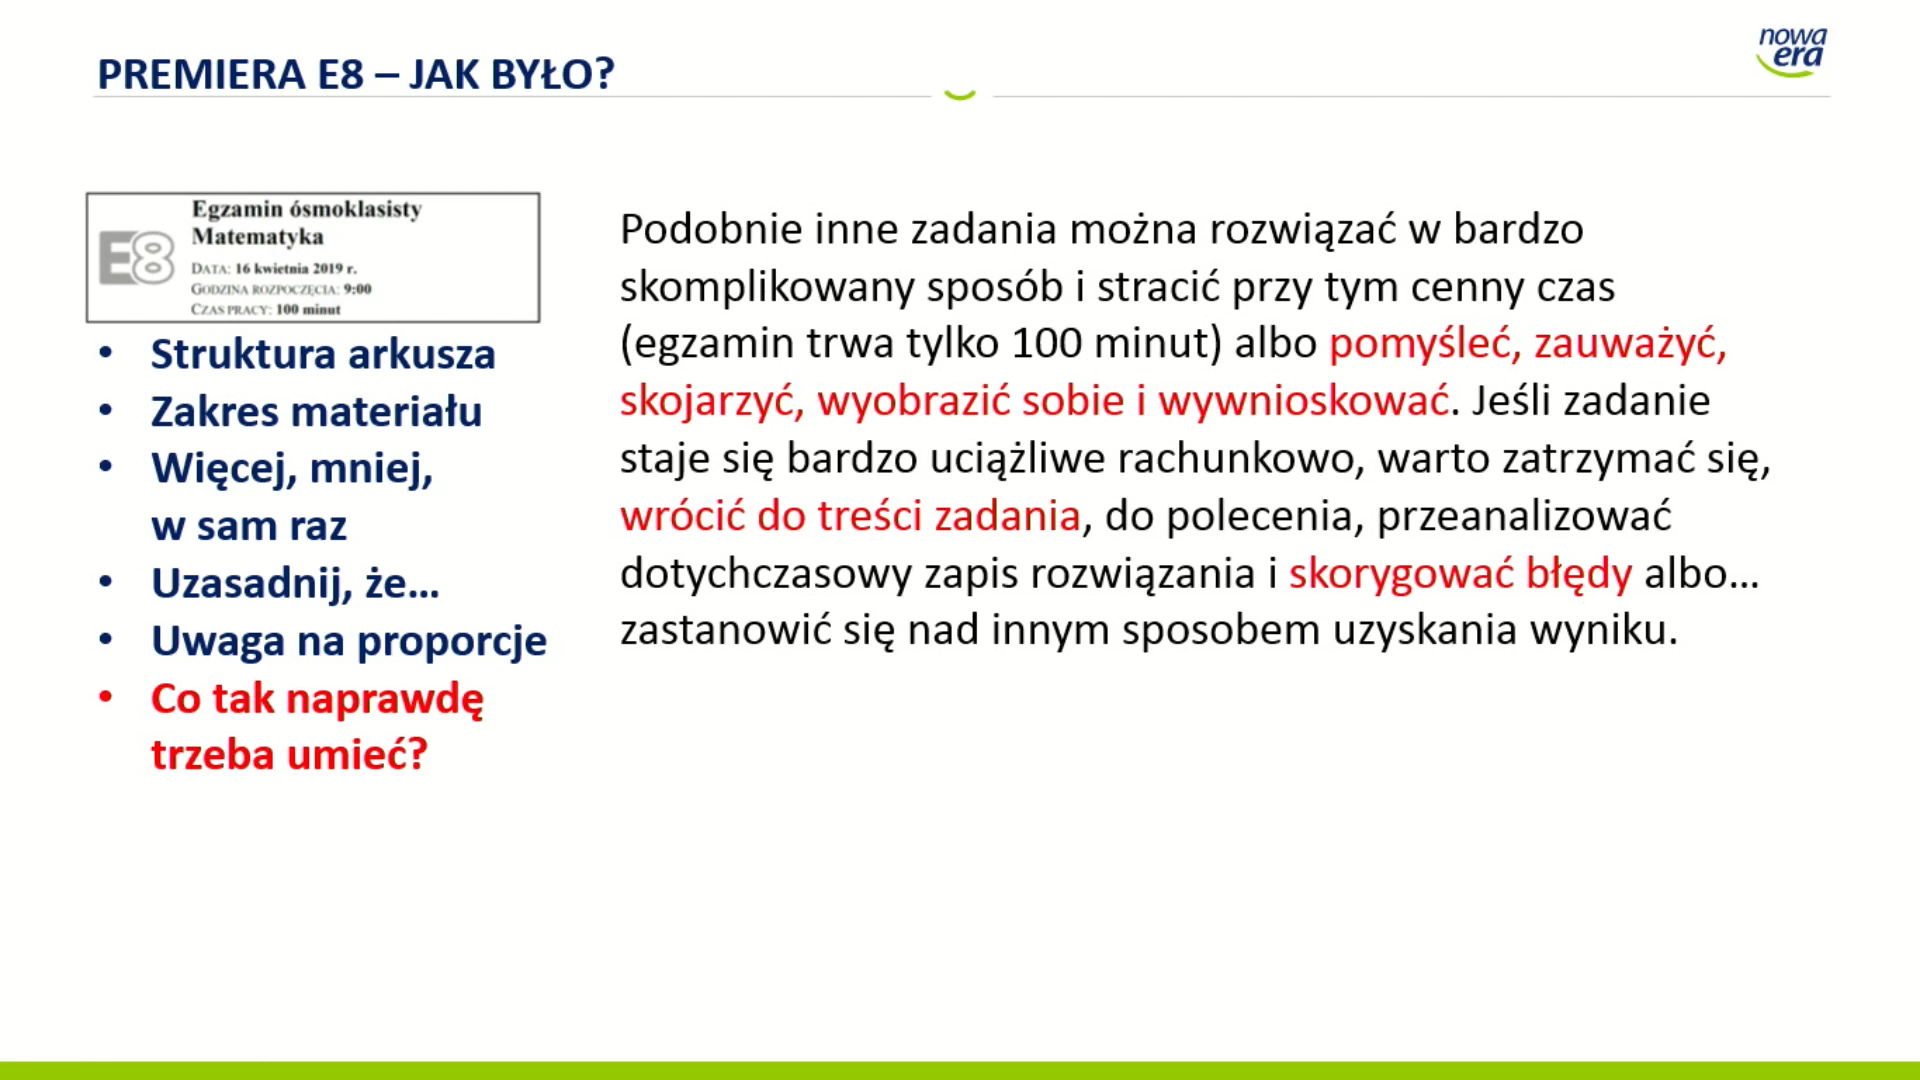 PREMIERA E8 – JAK BYŁO?
nowa
era
Egzamin ósmoklasisty
Matematyka
E8
DATA: 16 kwietnia 2019 r.
GODZINA ROZPOCZĘCIA: 9:00
CZAS PRACY: 100 minut
• Struktura arkusza
• Zakres materiału
• Więcej, mniej,
w sam raz
• Uzasadnij, że...
• Uwaga na proporcje
• Co tak naprawdę
trzeba umieć?
Podobnie inne zadania można rozwiązać w bardzo
skomplikowany sposób i stracić przy tym cenny czas
(egzamin trwa tylko 100 minut) albo pomyśleć, zauważyć,
skojarzyć, wyobrazić sobie i wywnioskować. Jeśli zadanie
staje się bardzo uciążliwe rachunkowo, warto zatrzymać się,
wrócić do treści zadania, do polecenia, przeanalizować
dotychczasowy zapis rozwiązania i skorygować błędy albo...
zastanowić się nad innym sposobem uzyskania wyniku.